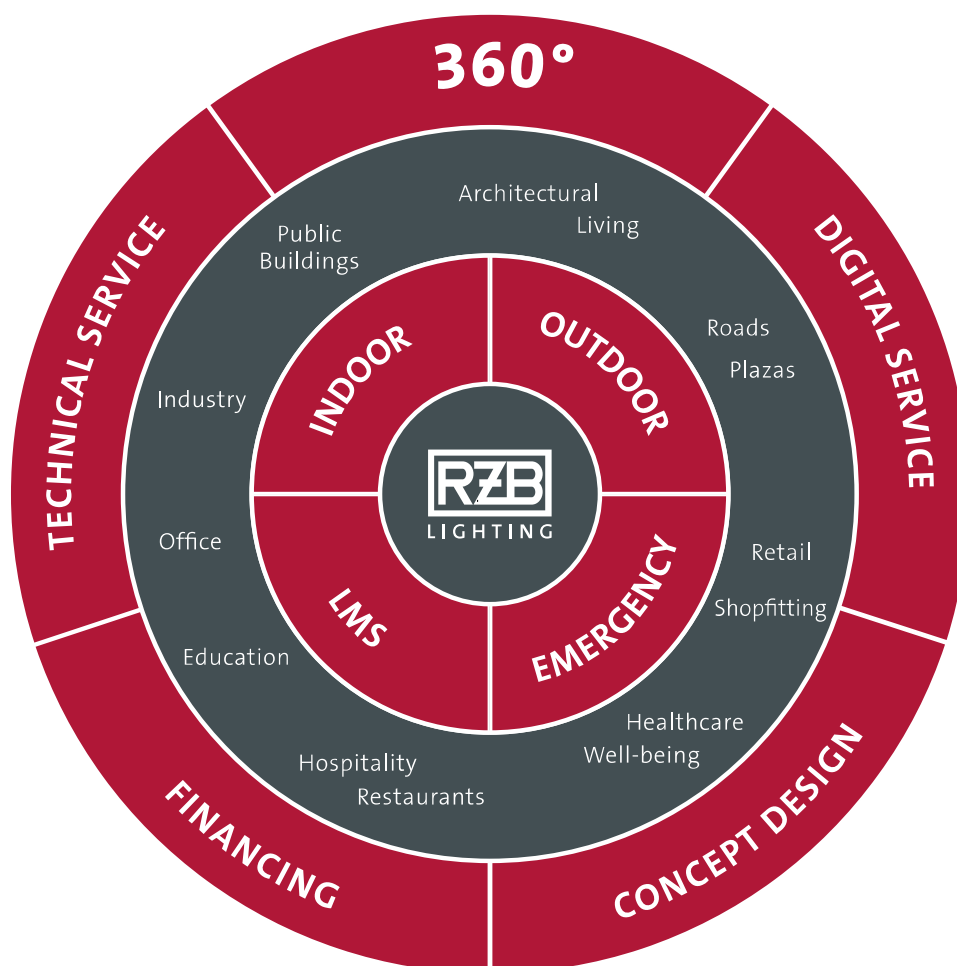 360°
TECHNICAL SERVICE
DIGITAL SERVICE
FINANCING
CONCEPT DESIGN
Architectural
Living
Public
Buildings
Roads
Plazas
Industry
Office
Retail
Shopfitting
Education
Healthcare
Well-being
Hospitality
Restaurants
INDOOR
OUTDOOR
LMS
EMERGENCY
RZB
LIGHTING